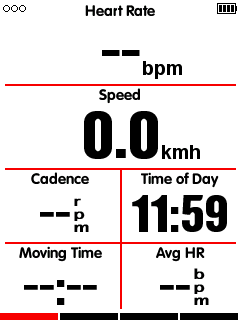 Heart Rate
-- bpm
Speed
0.0 kmh
Cadence
Time of Day
-- rpm
11:59
Moving Time
Avg HR
--:--
-- bpm